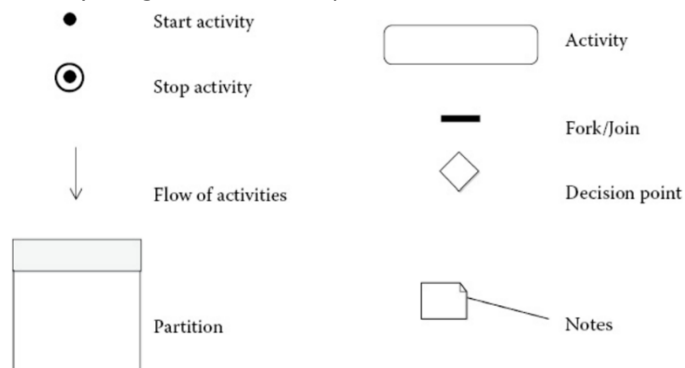 Start activity
Activity
Stop activity
Fork/Join
Flow of activities
Decision point
Partition
Notes